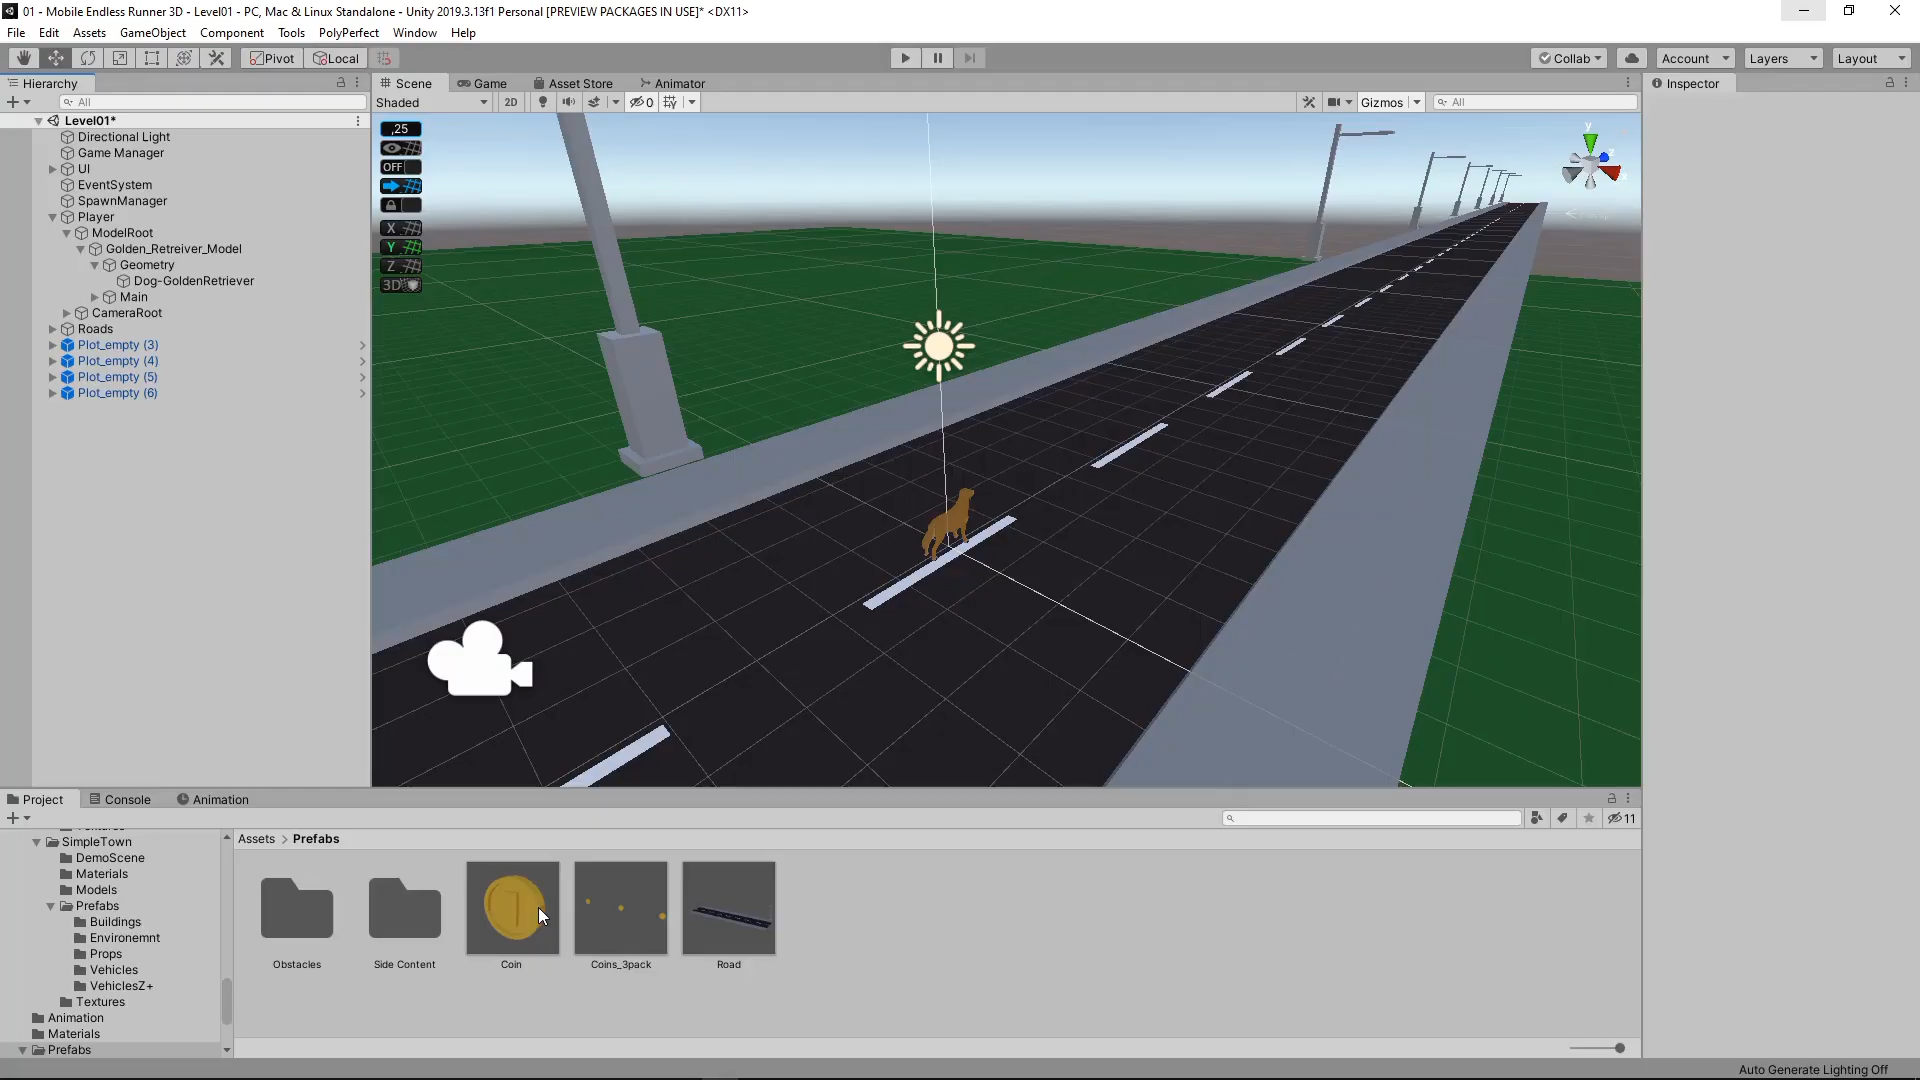 01 - Mobile Endless Runner 3D - Level01 - PC, Mac & Linux Standalone - Unity 2019.3.13f1 Personal [PREVIEW PACKAGES IN USE]* <DX11>
File Edit Assets GameObject Component Tools PolyPerfect Window Help
Pivot Local Collab Account Layers Layout
Hierarchy Scene Game Asset Store Animator Inspector
All Shaded 2D 0 Gizmos All
Level01*
Directional Light
Game Manager
UI
EventSystem
SpawnManager
Player
ModelRoot
Golden_Retreiver_Model
Geometry
Dog-GoldenRetriever
Main
CameraRoot
Roads
Plot_empty (3)
Plot_empty (4)
Plot_empty (5)
Plot_empty (6)
,25
OFF
X
Y
Z
3D
y
z
Project Console Animation
11
SimpleTown
DemoScene
Materials
Models
Prefabs
Buildings
Environemnt
Props
Vehicles
VehiclesZ+
Textures
Animation
Materials
Prefabs
Assets > Prefabs
Obstacles Side Content Coin Coins_3pack Road
Auto Generate Lighting Off